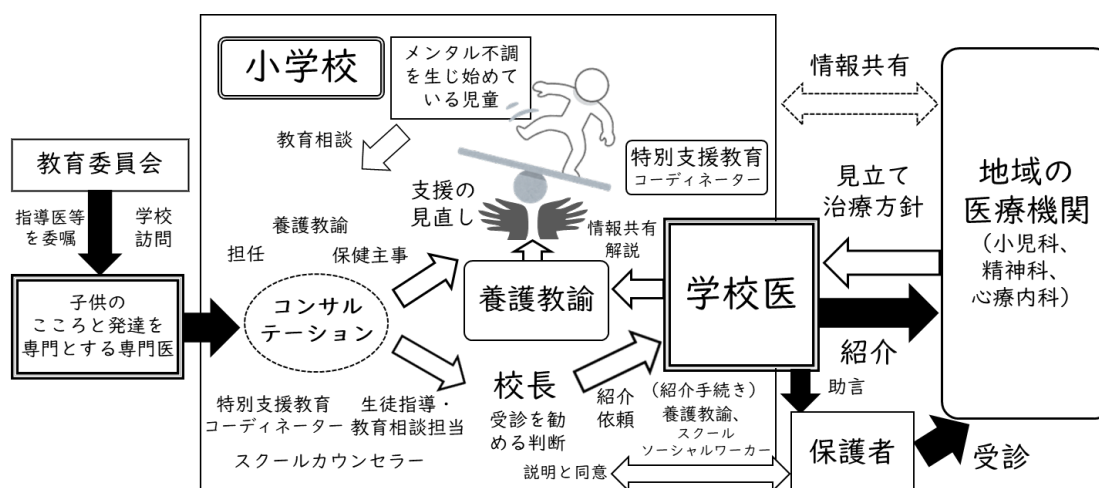 小学校
メンタル不調
を生じ始めて
いる児童
教育相談
特別支援教育
コーディネーター
情報共有
教育委員会
指導医等
を委嘱
学校
訪問
子供の
こころと発達を
専門とする専門医
養護教諭
担任
保健主事
コンサル
テーション
特別支援教育
コーディネーター
生徒指導・
教育相談担当
スクールカウンセラー
支援の
見直し
養護教諭
情報共有
解説
校長
受診を勧
める判断
紹介
依頼
学校医
（紹介手続き）
養護教諭、
スクール
ソーシャルワーカー
説明と同意
見立て
治療方針
紹介
助言
保護者
受診
地域の
医療機関
（小児科、
精神科、
心療内科）